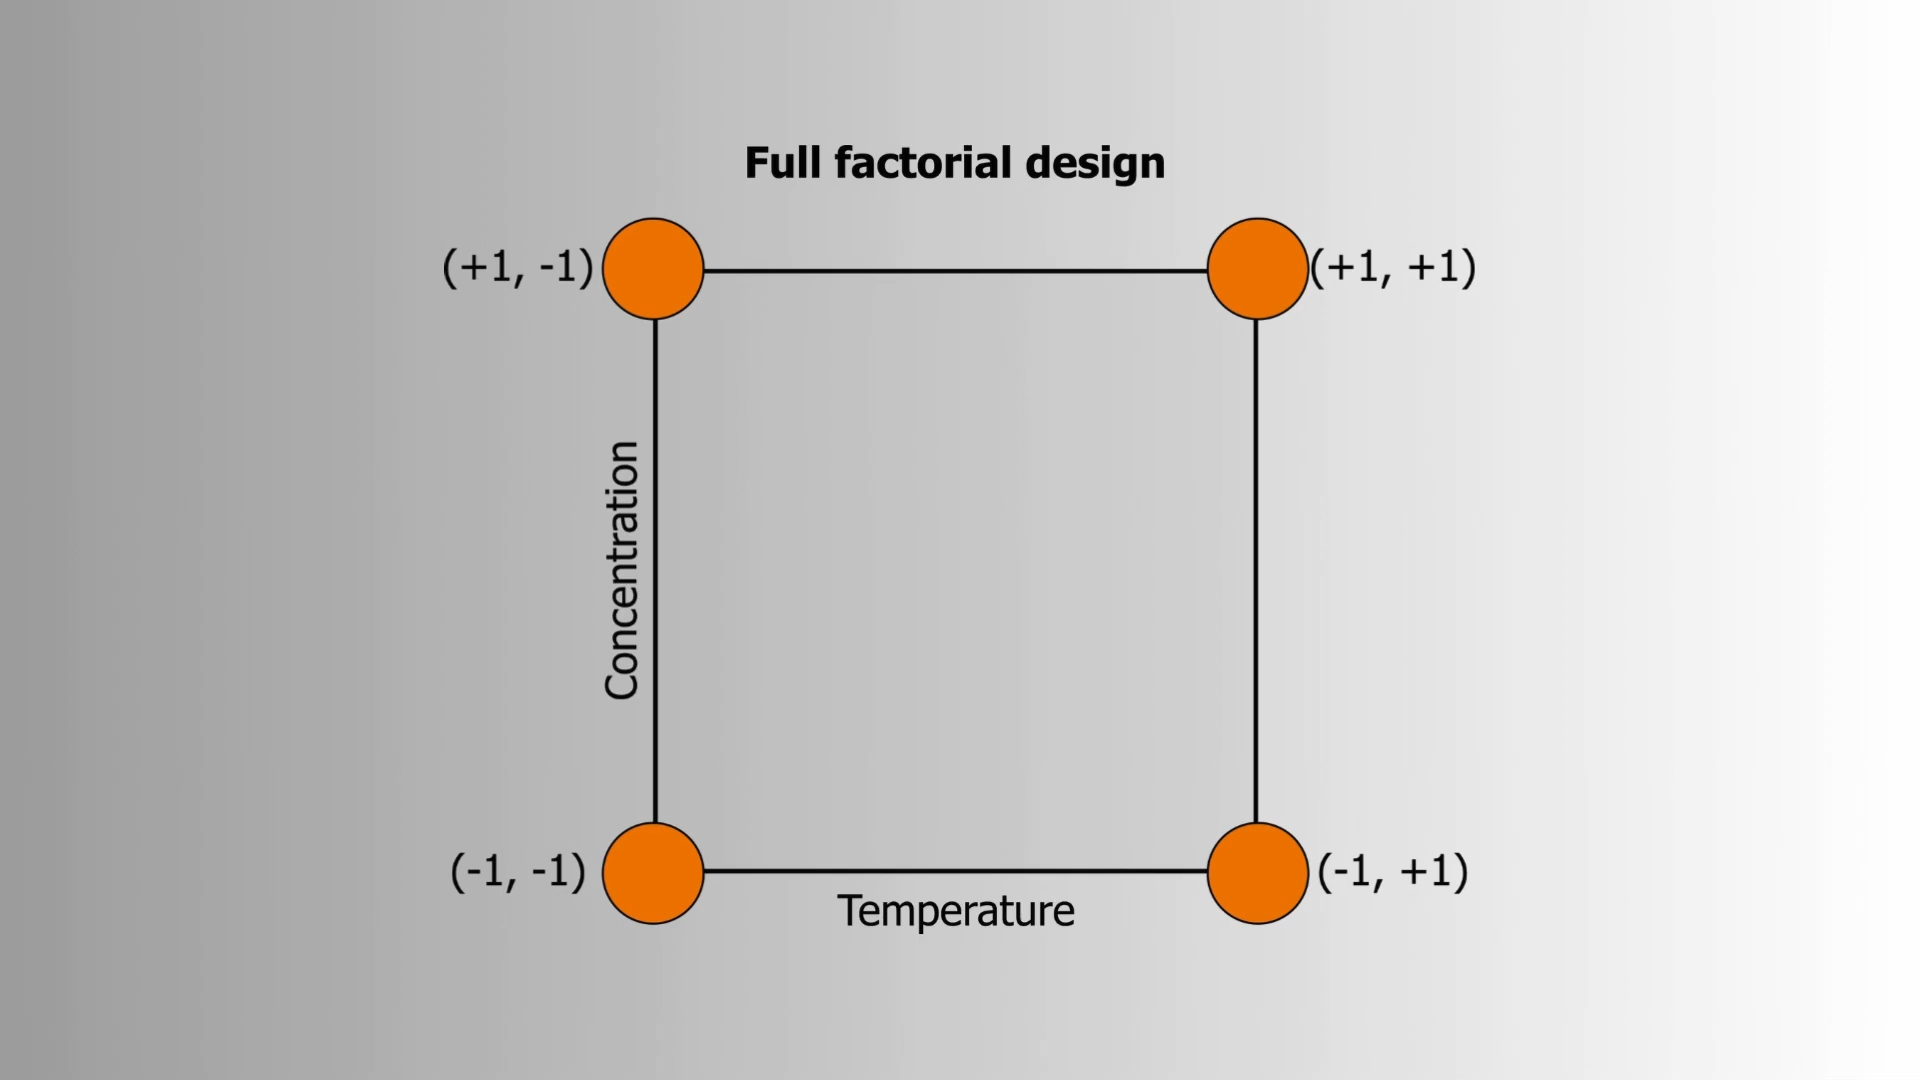 Full factorial design
(+1, -1)
(+1, +1)
Concentration
(-1, -1)
(-1, +1)
Temperature